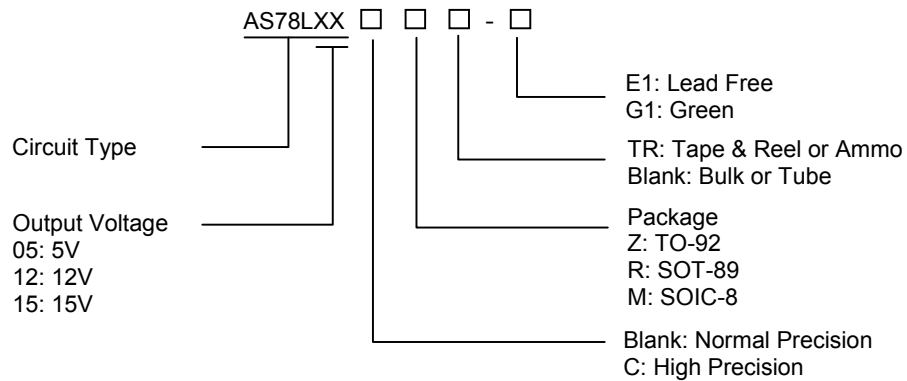 AS78LXX □ □ □ - □
E1: Lead Free
G1: Green
Circuit Type
TR: Tape & Reel or Ammo
Blank: Bulk or Tube
Output Voltage
05: 5V
12: 12V
15: 15V
Package
Z: TO-92
R: SOT-89
M: SOIC-8
Blank: Normal Precision
C: High Precision